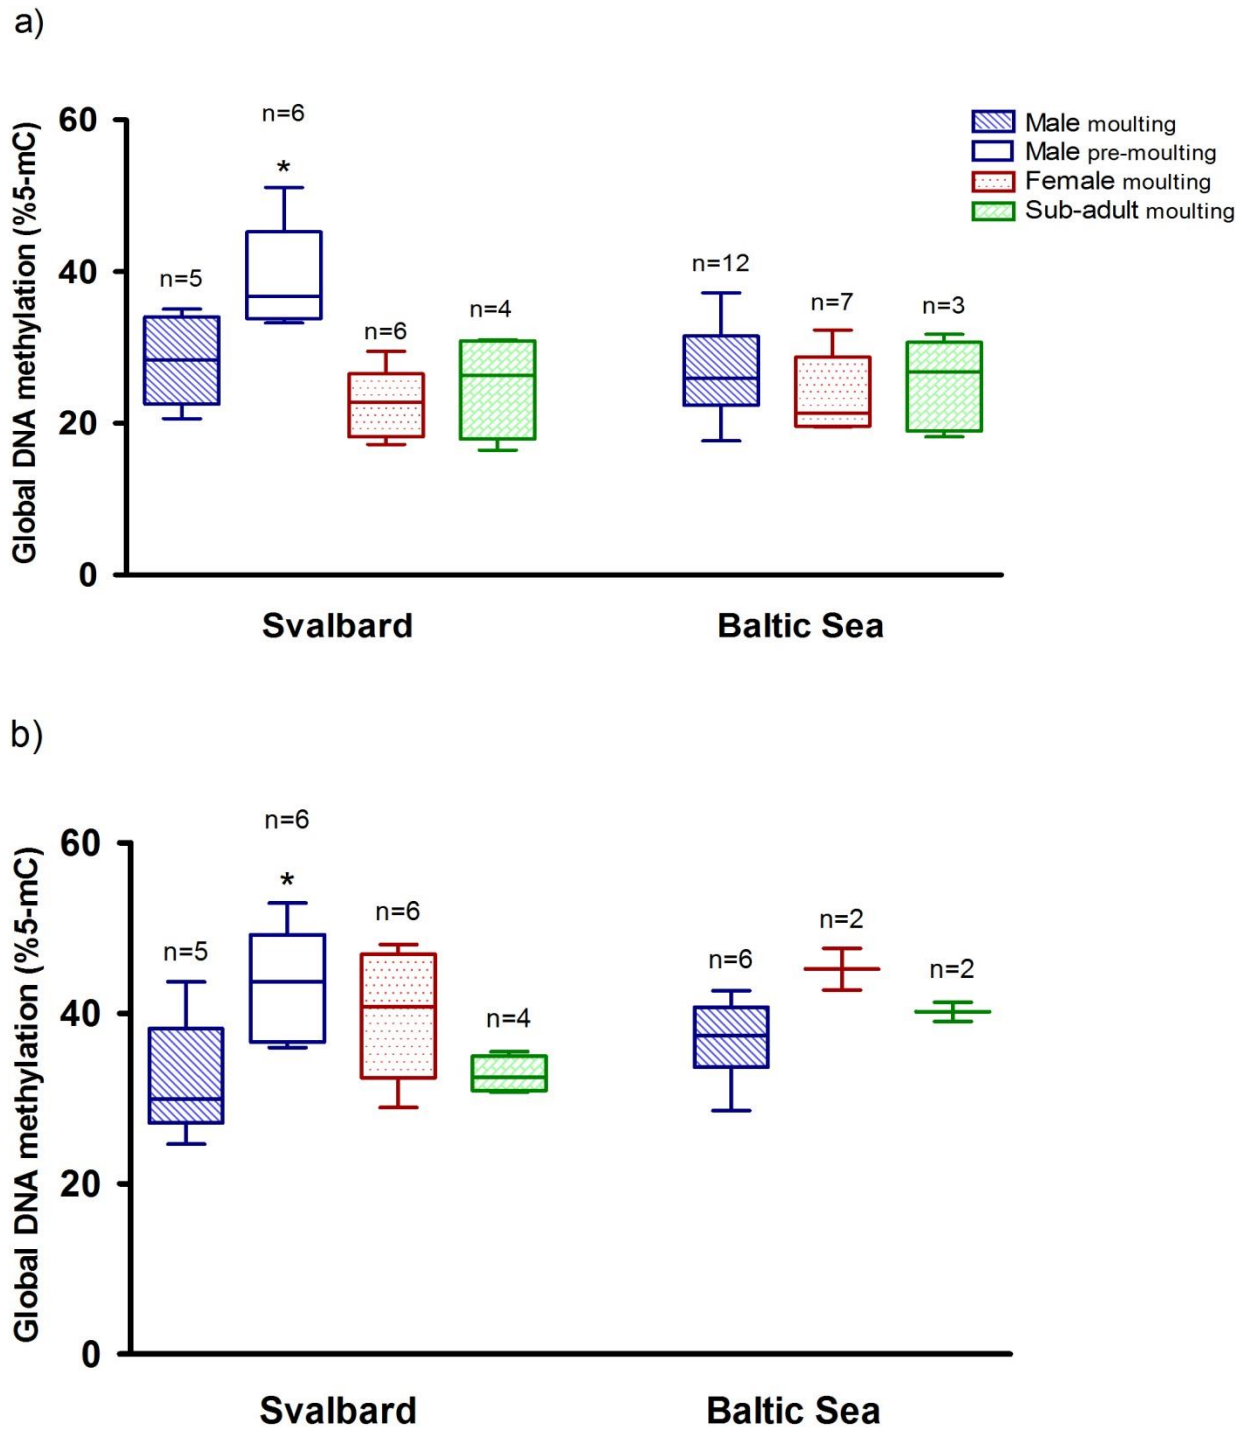 a)
Global DNA methylation (%5-mC)
60
40
20
0
n=5
n=6
*
n=6
n=4
n=12
n=7
n=3
Male moulting
Male pre-moulting
Female moulting
Sub-adult moulting
Svalbard
Baltic Sea
b)
Global DNA methylation (%5-mC)
60
40
20
0
n=5
n=6
*
n=6
n=4
n=6
n=2
n=2
Svalbard
Baltic Sea